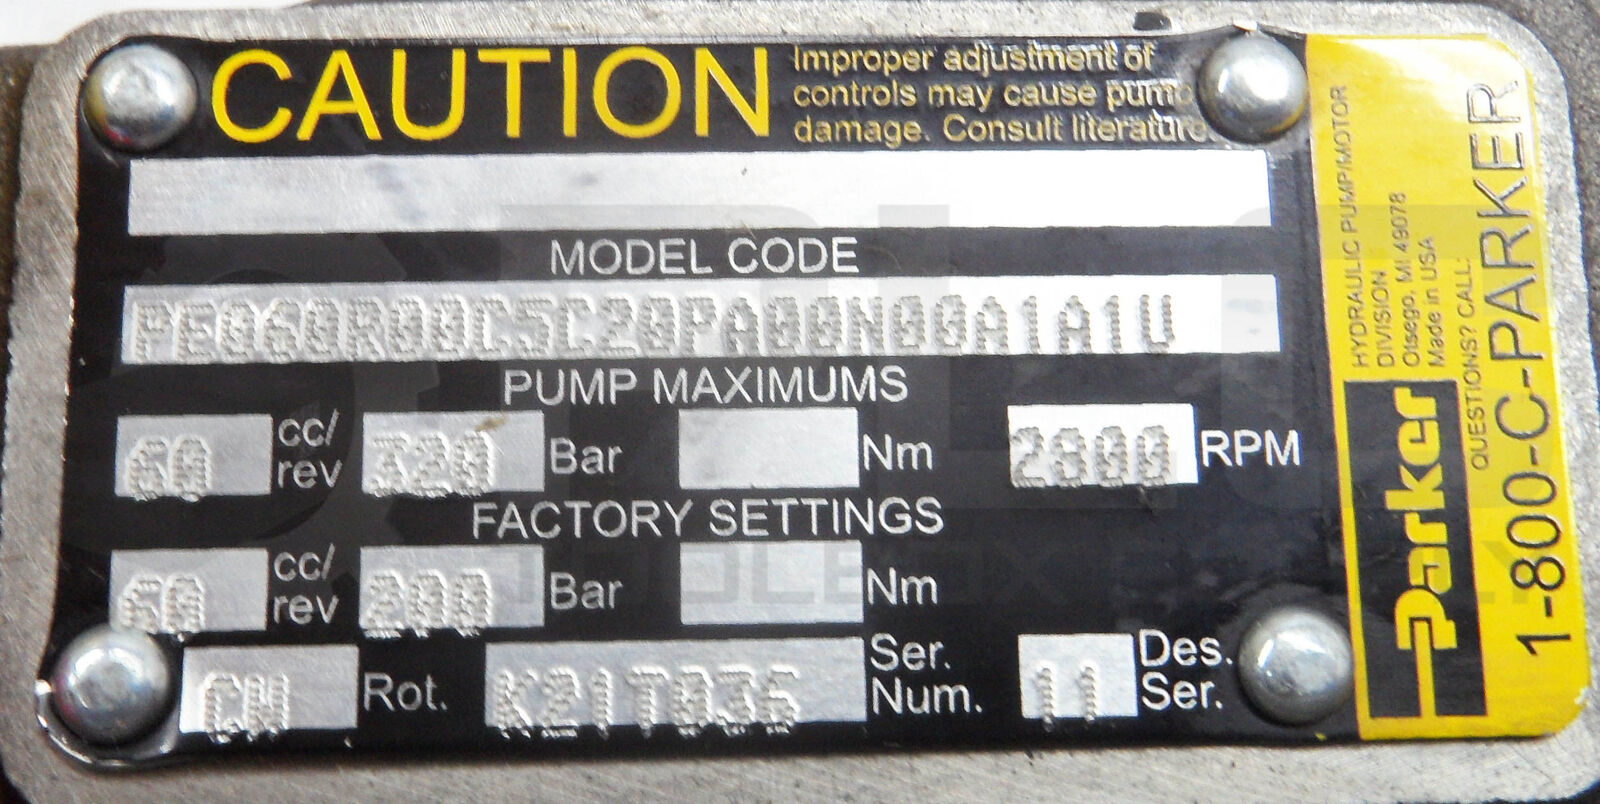 CAUTION
Improper adjustment of
controls may cause pump
damage. Consult literature.
MODEL CODE
PE060R00C5C20PA00N00A1A1U
PUMP MAXIMUMS
60 cc/rev 320 Bar Nm 2800 RPM
FACTORY SETTINGS
60 cc/rev 200 Bar Nm
CW Rot. K21T036 Ser. Num. 11 Des. Ser.
Parker
HYDRAULIC PUMP/MOTOR
DIVISION
Otsego, MI 49078
Made in USA
QUESTIONS? CALL:
1-800-C-PARKER